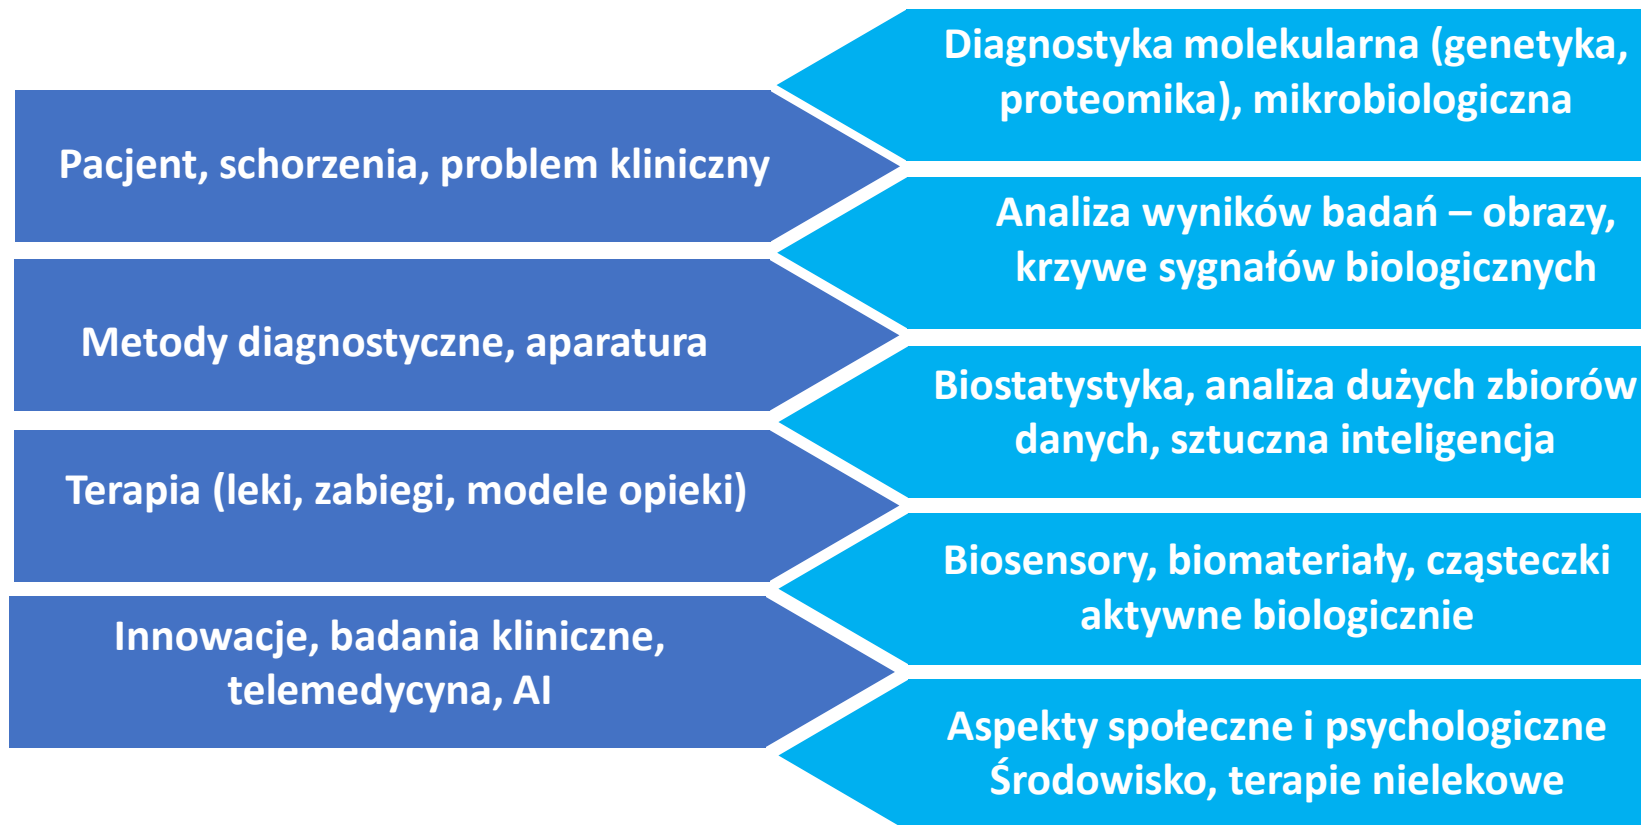 Pacjent, schorzenia, problem kliniczny
Metody diagnostyczne, aparatura
Terapia (leki, zabiegi, modele opieki)
Innowacje, badania kliniczne,
telemedycyna, AI
Diagnostyka molekularna (genetyka,
proteomika), mikrobiologiczna
Analiza wyników badań – obrazy,
krzywe sygnałów biologicznych
Biostatystyka, analiza dużych zbiorów
danych, sztuczna inteligencja
Biosensory, biomateriały, cząsteczki
aktywne biologicznie
Aspekty społeczne i psychologiczne
Środowisko, terapie nielekowe